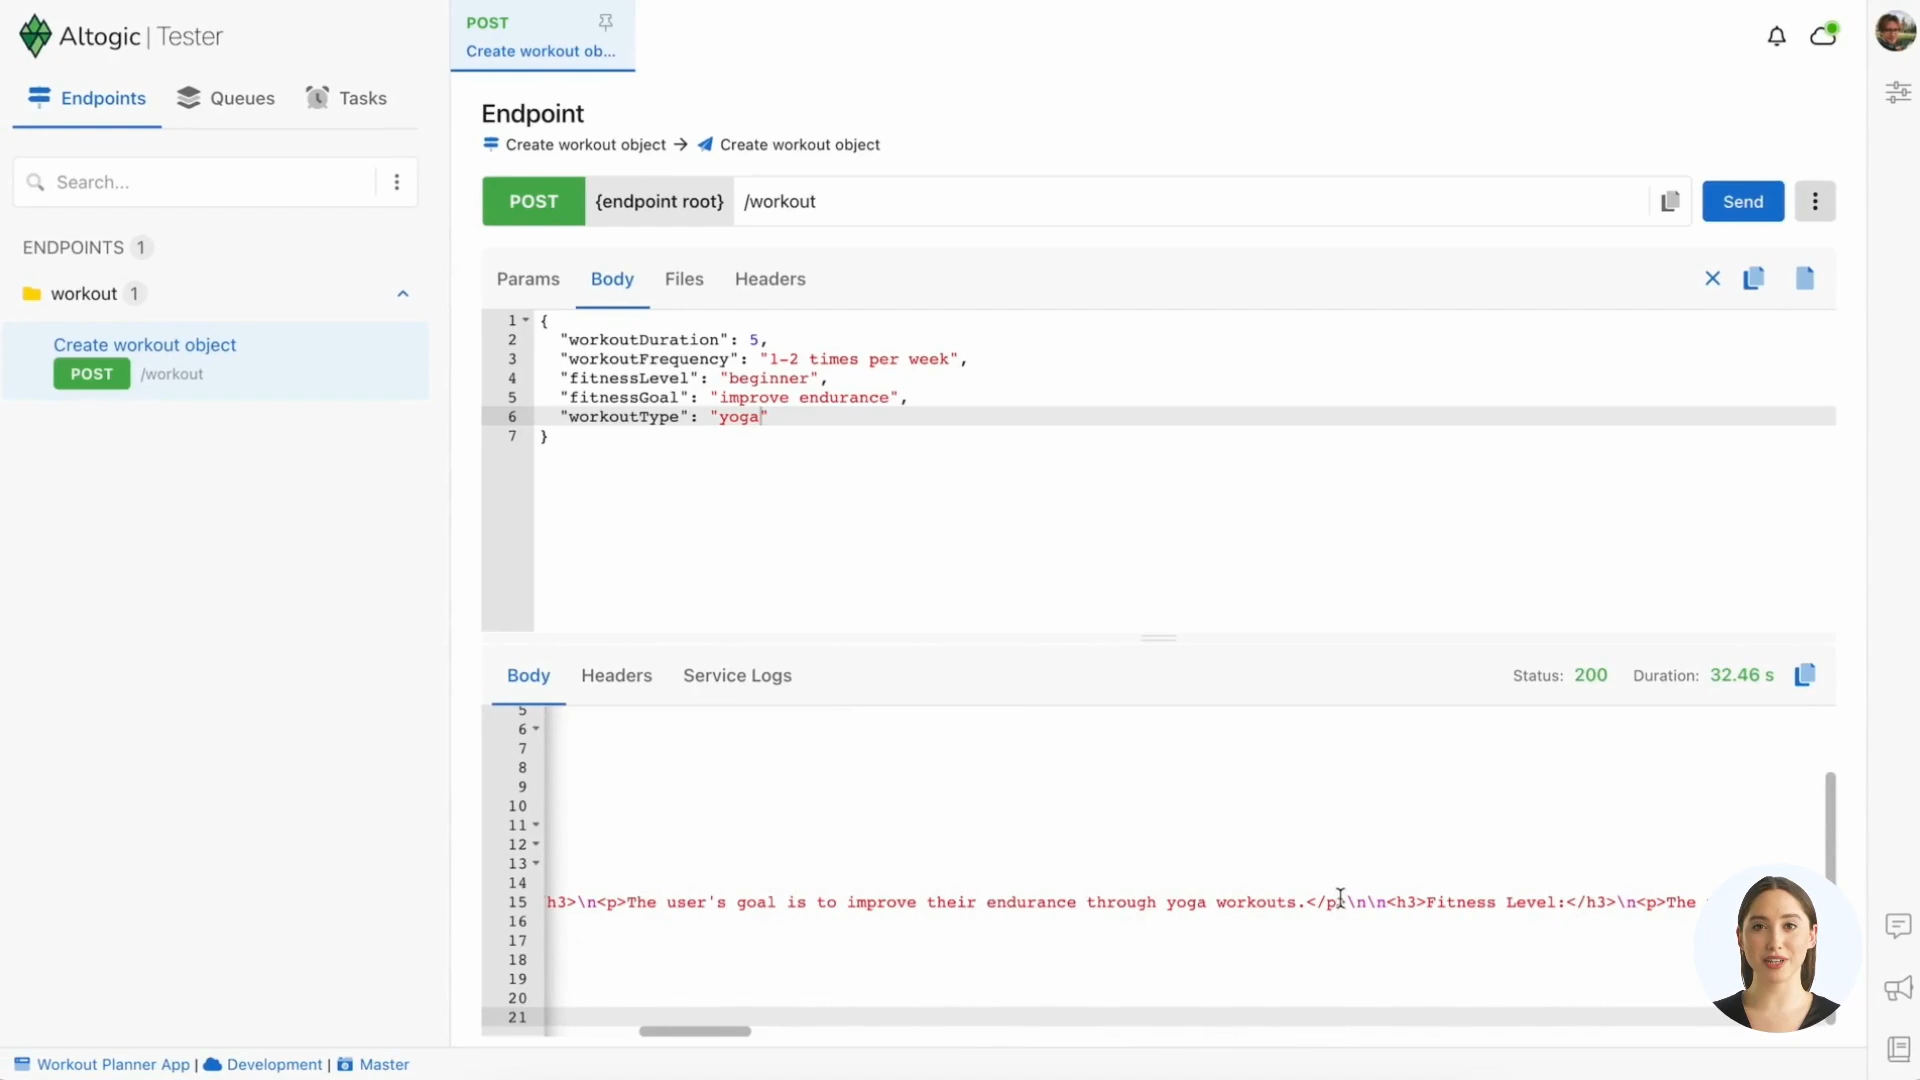 Altogic | Tester
Endpoints
Queues
Tasks
Search...
ENDPOINTS 1
workout 1
Create workout object
POST /workout
POST
Create workout ob...
Endpoint
Create workout object → Create workout object
POST {endpoint root} /workout
Send
Params Body Files Headers
1 {
2 "workoutDuration": 5,
3 "workoutFrequency": "1-2 times per week",
4 "fitnessLevel": "beginner",
5 "fitnessGoal": "improve endurance",
6 "workoutType": "yoga"
7 }
Body Headers Service Logs
Status: 200 Duration: 32.46 s
5
6
7
8
9
10
11
12
13
14
15 h3>\n<p>The user's goal is to improve their endurance through yoga workouts.</p>\n\n<h3>Fitness Level:</h3>\n<p>The
16
17
18
19
20
21
Workout Planner App | Development | Master